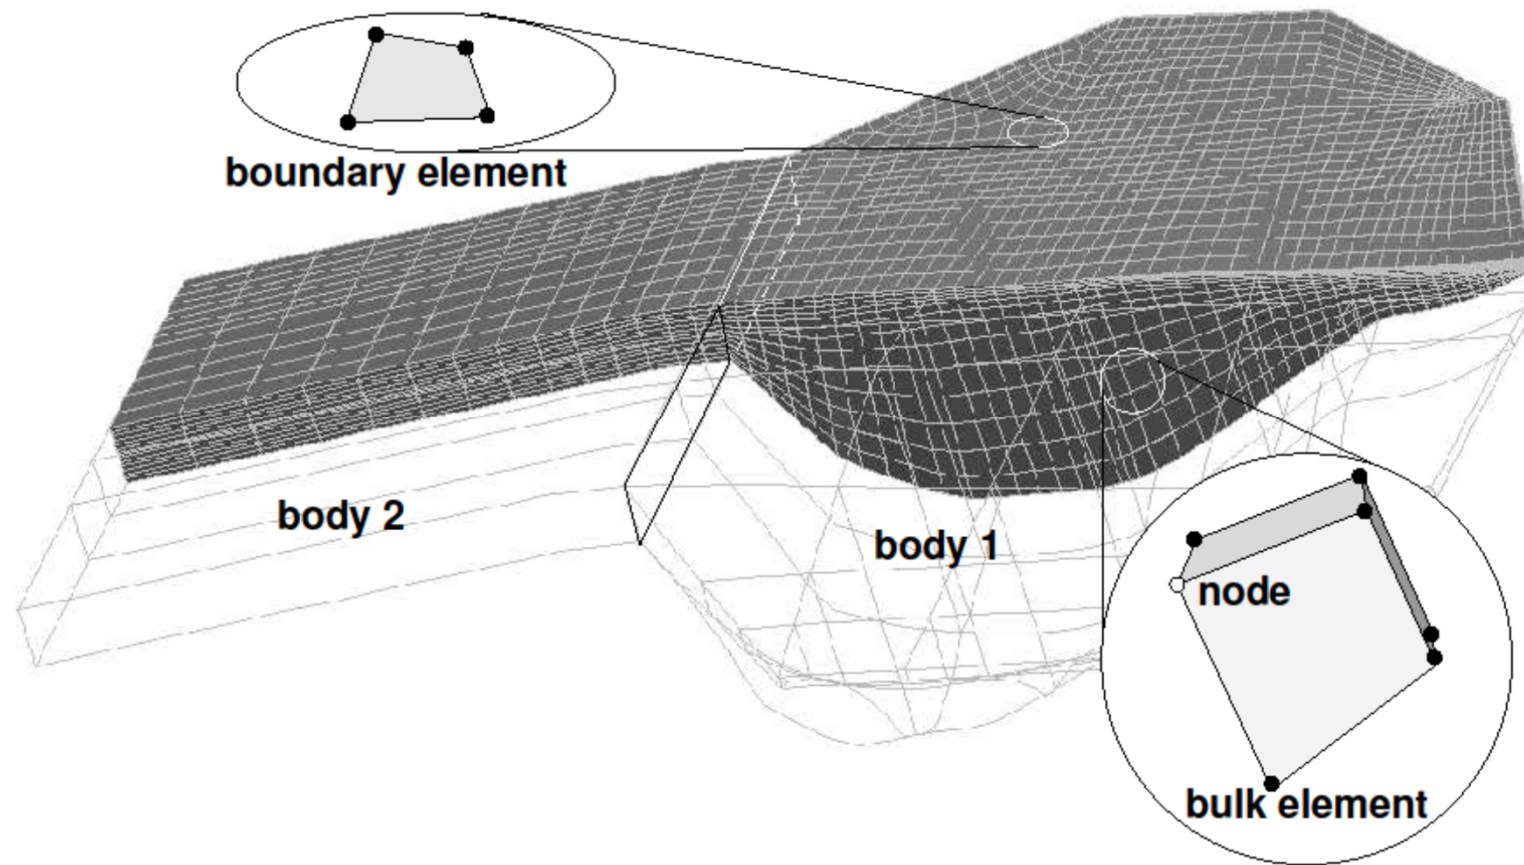 boundary element
body 2
body 1
node
bulk element